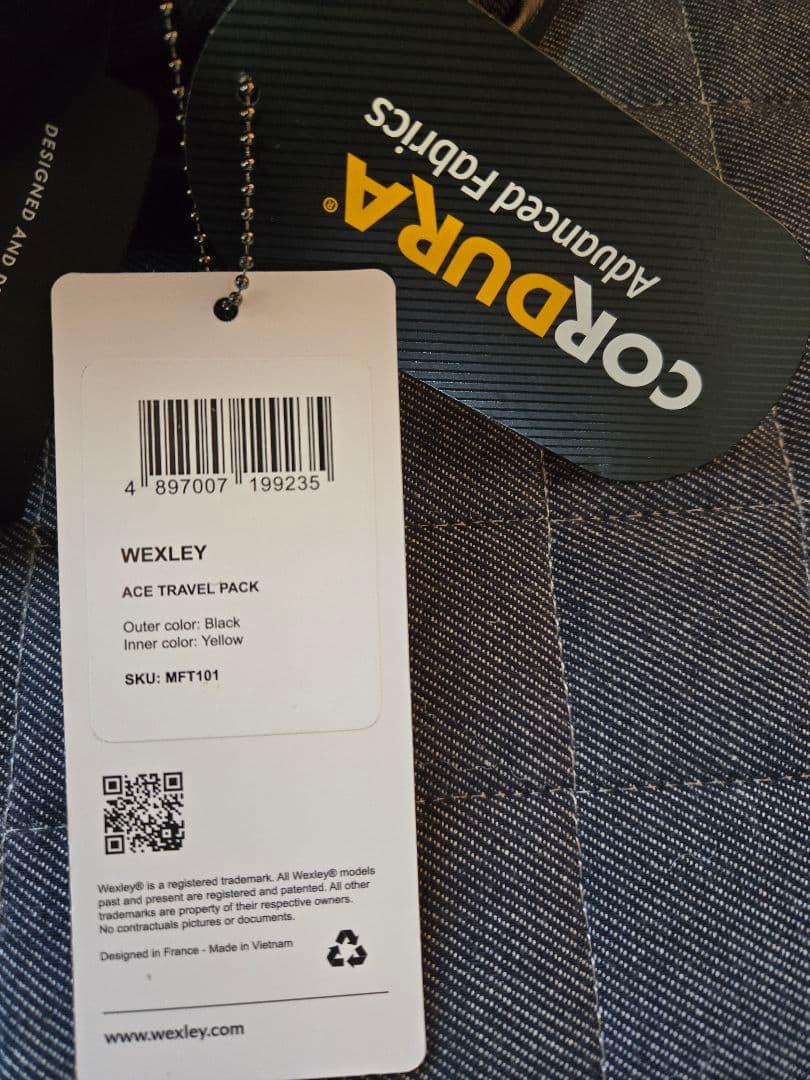 DESIGNED AND
CORDURA®
Advanced Fabrics
4 897007 199235
WEXLEY
ACE TRAVEL PACK
Outer color: Black
Inner color: Yellow
SKU: MFT101
Wexley® is a registered trademark. All Wexley® models
past and present are registered and patented. All other
trademarks are property of their respective owners.
No contractuals pictures or documents.
Designed in France - Made in Vietnam
www.wexley.com